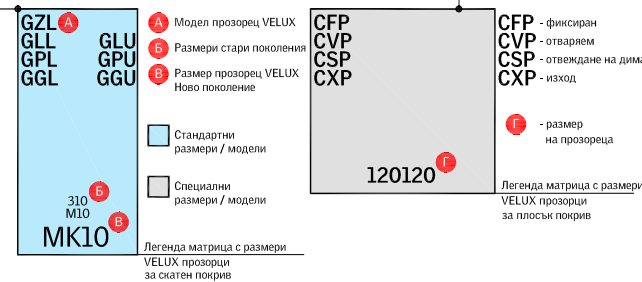 GZL А
GLL GLU
GPL GPU
GGL GGU
Б
310
M10
В
MK10
А Модел прозорец VELUX
Б Размери стари поколения
В Размер прозорец VELUX
Ново поколение
Стандартни
размери / модели
Специални
размери / модели
Легенда матрица с размери
VELUX прозорци
за скатен покрив
CFP
CVP
CSP
CXP
Г
120120
CFP - фиксиран
CVP - отваряем
CSP - отвеждане на дима
CXP - изход
Г - размер
на прозореца
Легенда матрица с размери
VELUX прозорци
за плосък покрив